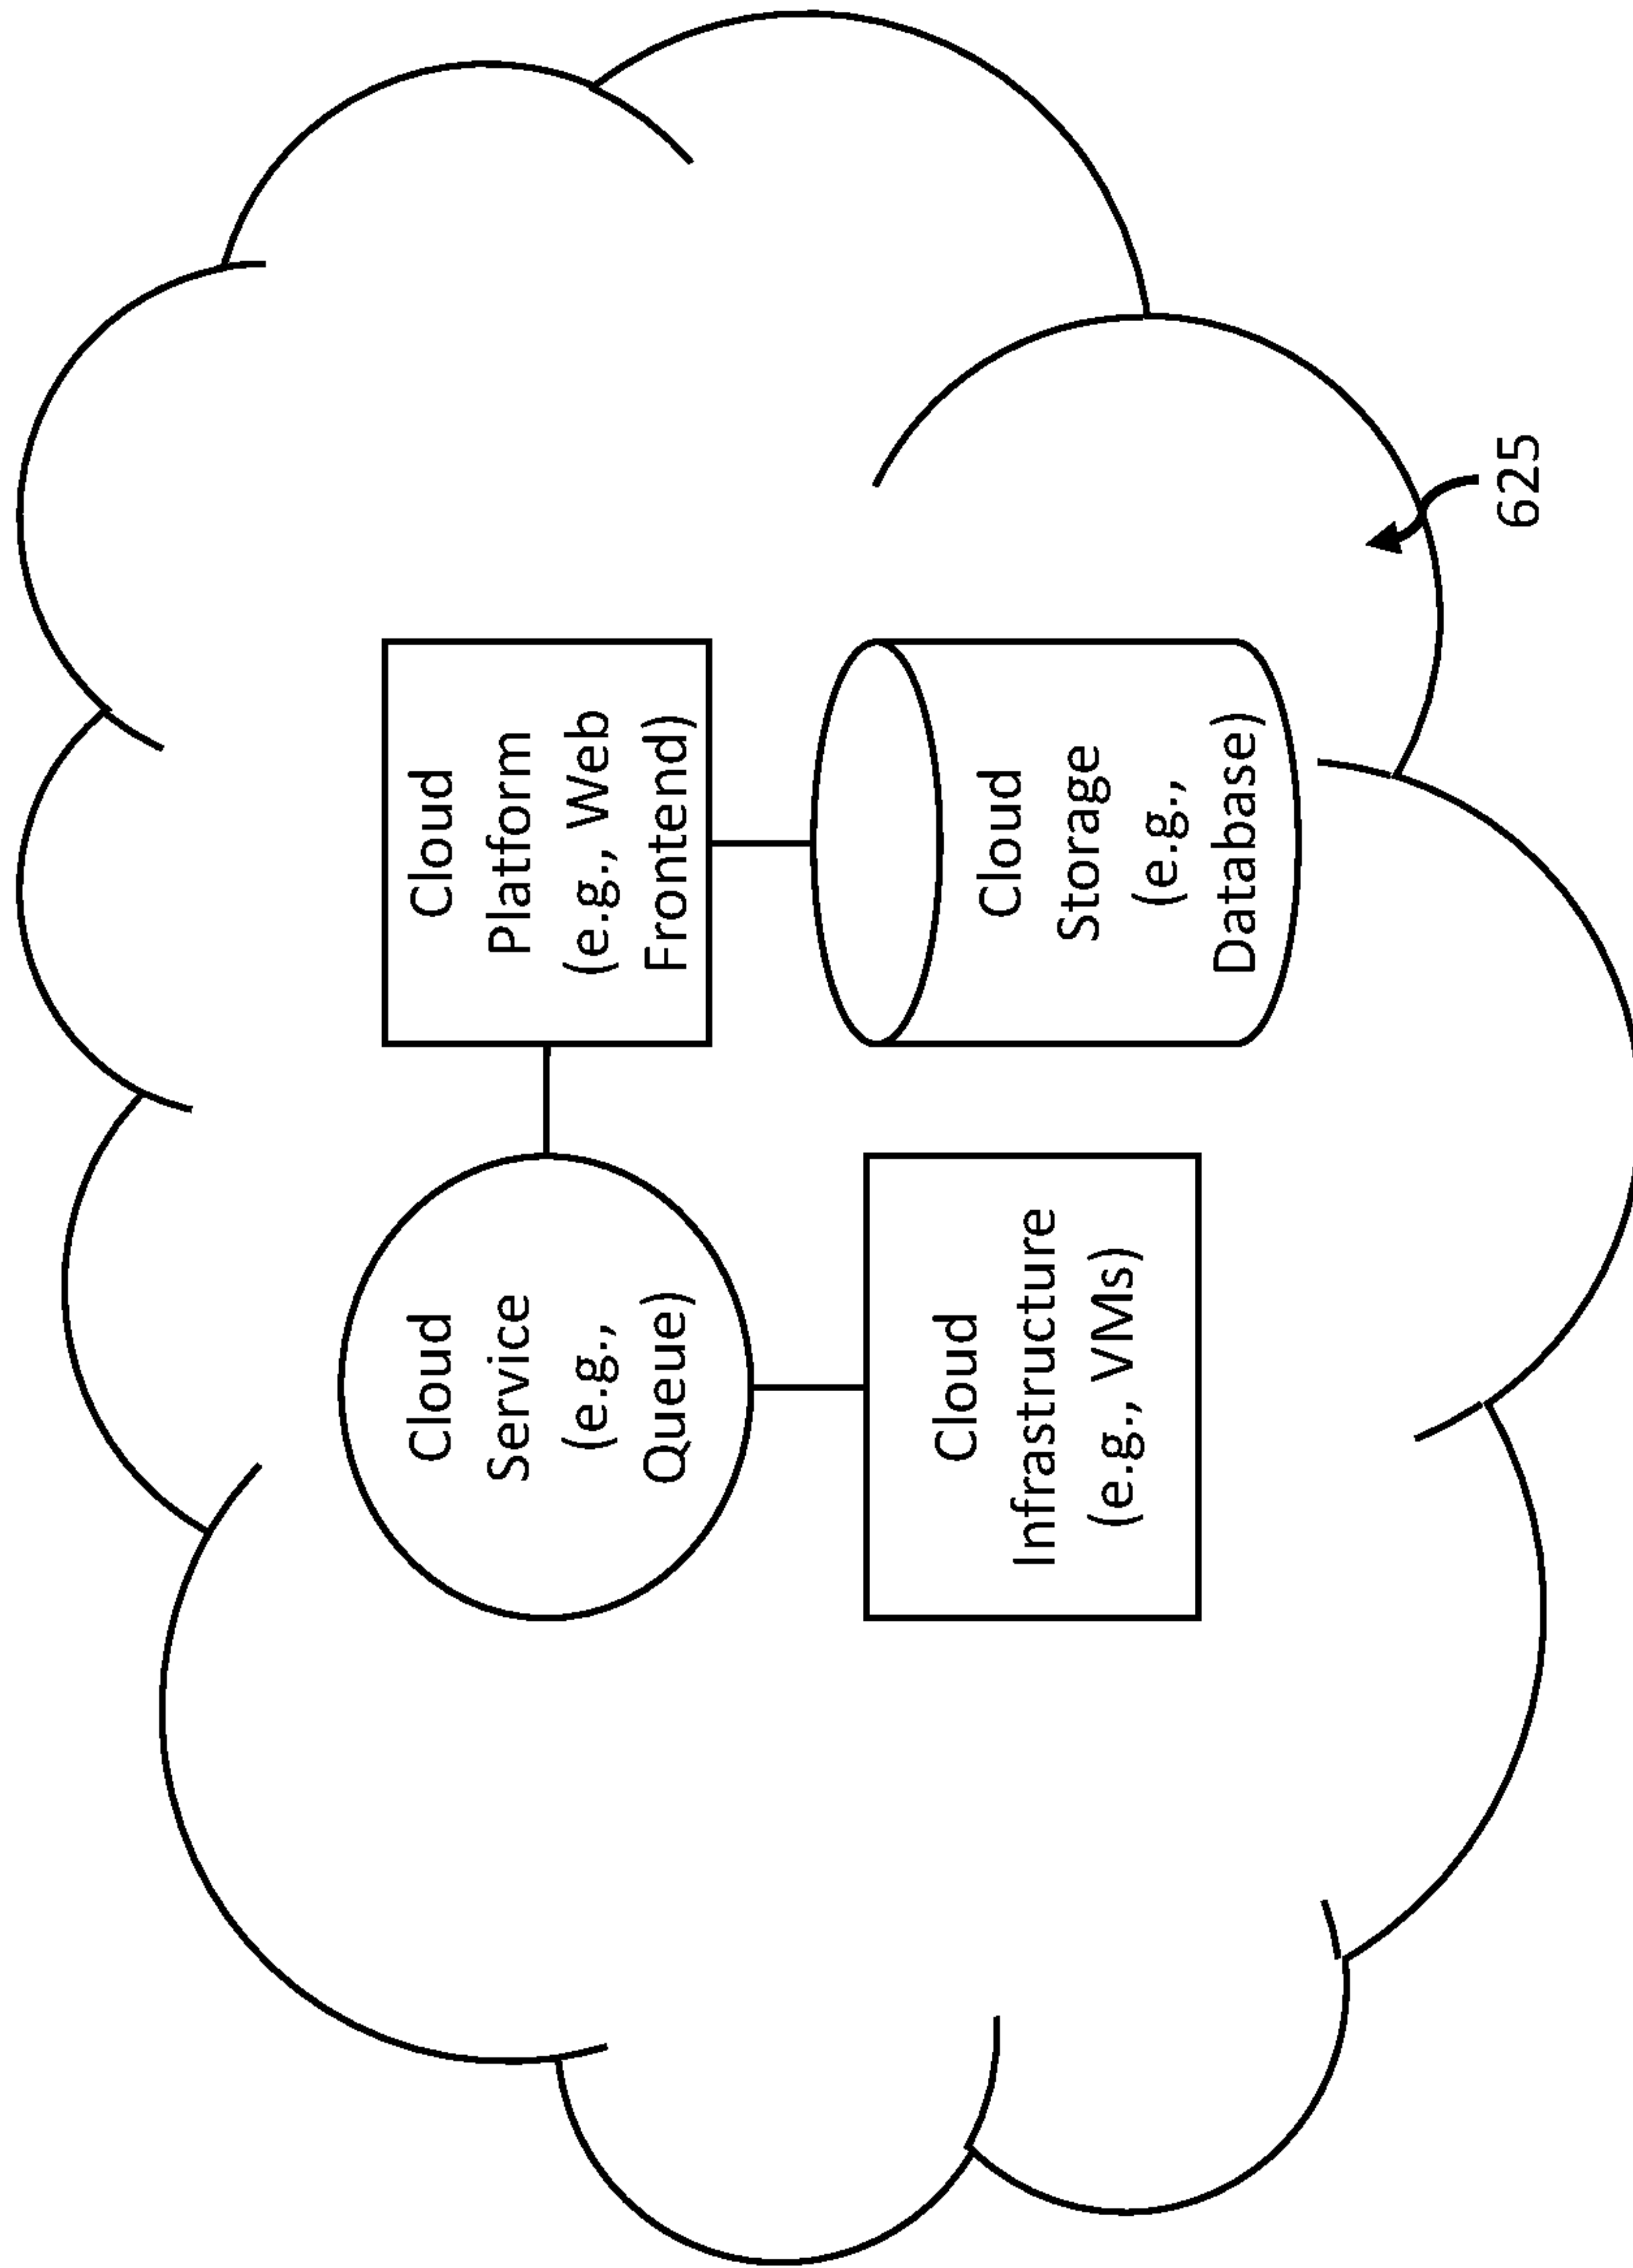 Cloud
Service
(e.g.,
Queue)
Cloud
Platform
(e.g., Web
Frontend)
Cloud
Infrastructure
(e.g., VMs)
Cloud
Storage
(e.g.,
Database)
625